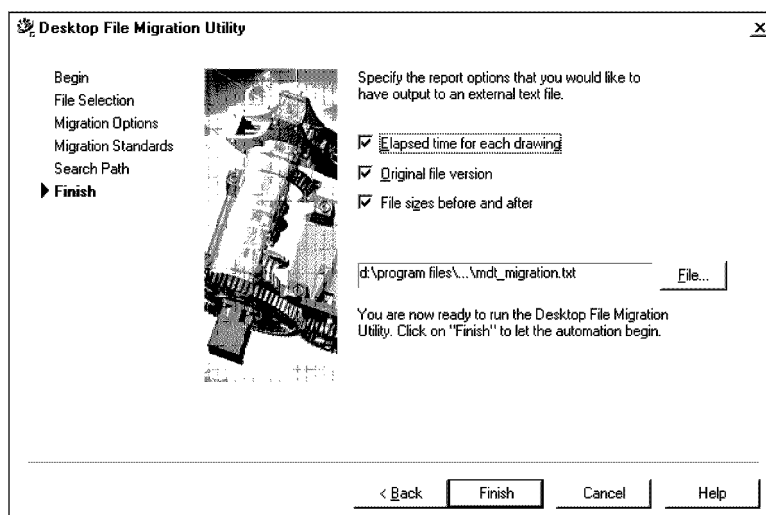 Desktop File Migration Utility
Begin
File Selection
Migration Options
Migration Standards
Search Path
Finish
Specify the report options that you would like to
have output to an external text file.
Elapsed time for each drawing
Original file version
File sizes before and after
d:\program files\...\mdt_migration.txt
File...
You are now ready to run the Desktop File Migration
Utility. Click on "Finish" to let the automation begin.
< Back
Finish
Cancel
Help